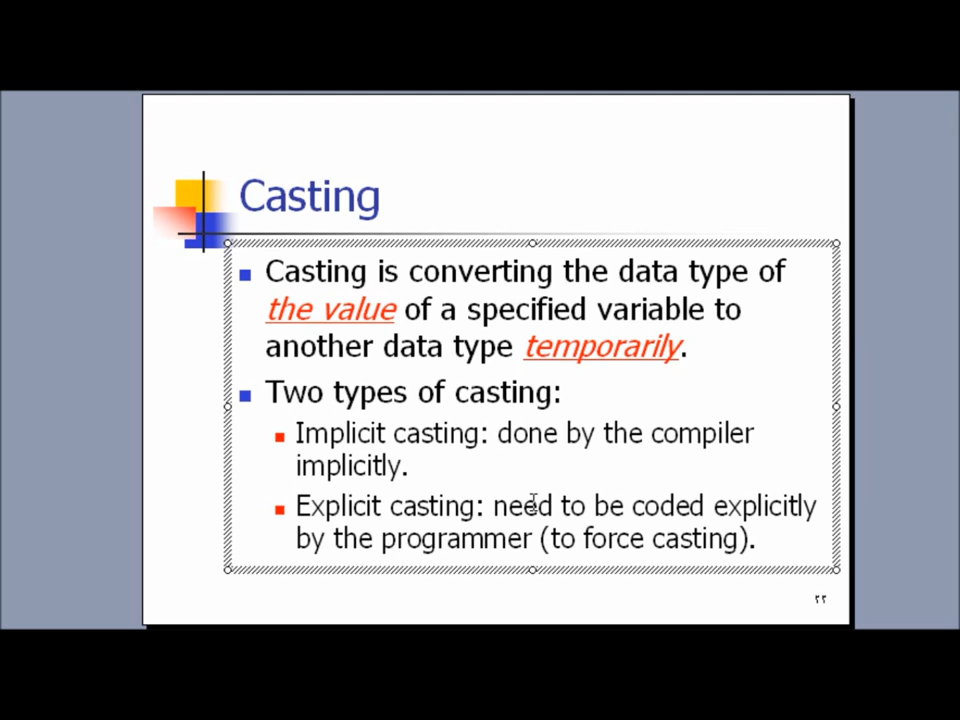 Casting
Casting is converting the data type of
the value of a specified variable to
another data type temporarily.
Two types of casting:
Implicit casting: done by the compiler
implicitly.
Explicit casting: need to be coded explicitly
by the programmer (to force casting).
٢٢